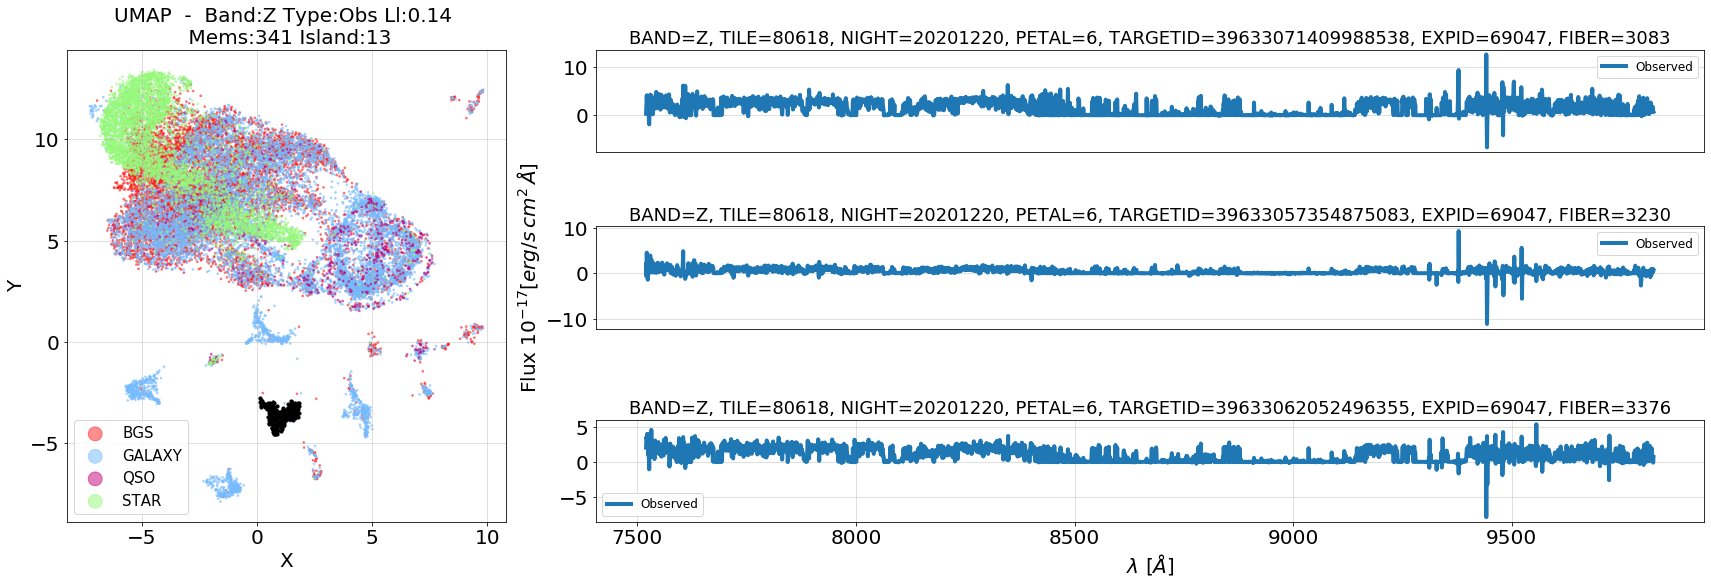 UMAP - Band:Z Type:Obs Ll:0.14
Mems:341 Island:13
10
5
0
−5
Y
BGS
GALAXY
QSO
STAR
−5
0
5
10
X
Flux 10⁻¹⁷[erg/s cm² Å]
BAND=Z, TILE=80618, NIGHT=20201220, PETAL=6, TARGETID=39633071409988538, EXPID=69047, FIBER=3083
10
0
Observed
BAND=Z, TILE=80618, NIGHT=20201220, PETAL=6, TARGETID=39633057354875083, EXPID=69047, FIBER=3230
10
0
−10
Observed
BAND=Z, TILE=80618, NIGHT=20201220, PETAL=6, TARGETID=39633062052496355, EXPID=69047, FIBER=3376
5
0
−5
Observed
7500
8000
8500
9000
9500
λ [Å]